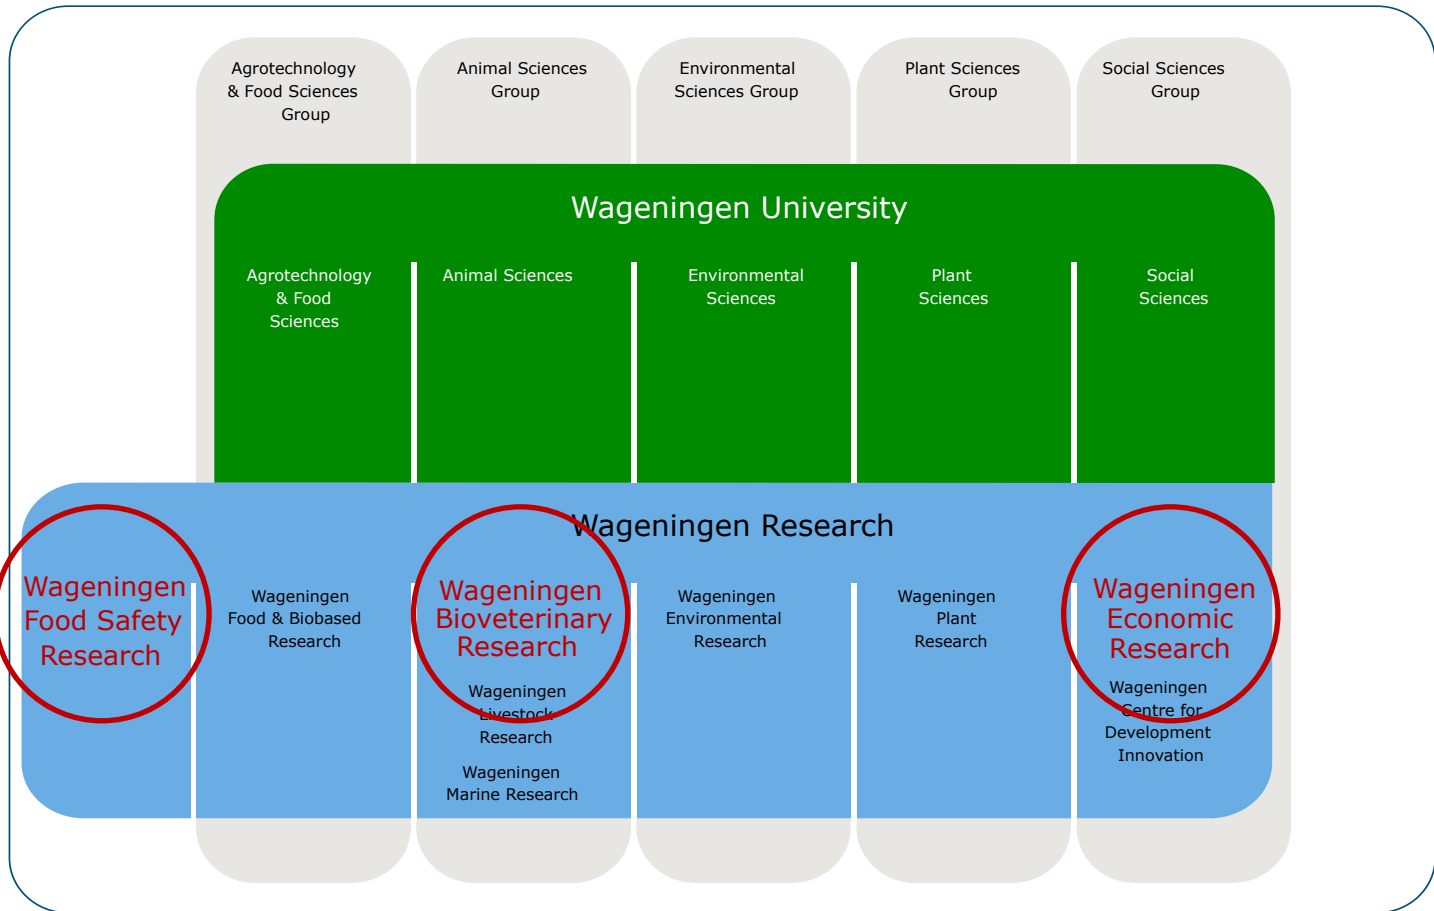 Agrotechnology
& Food Sciences
Group
Animal Sciences
Group
Environmental
Sciences Group
Plant Sciences
Group
Social Sciences
Group
Wageningen University
Agrotechnology
& Food
Sciences
Animal Sciences
Environmental
Sciences
Plant
Sciences
Social
Sciences
Wageningen Research
Wageningen
Food Safety
Research
Wageningen
Food & Biobased
Research
Wageningen
Bioveterinary
Research
Wageningen
Livestock
Research
Wageningen
Marine Research
Wageningen
Environmental
Research
Wageningen
Plant
Research
Wageningen
Economic
Research
Wageningen
Centre for
Development
Innovation